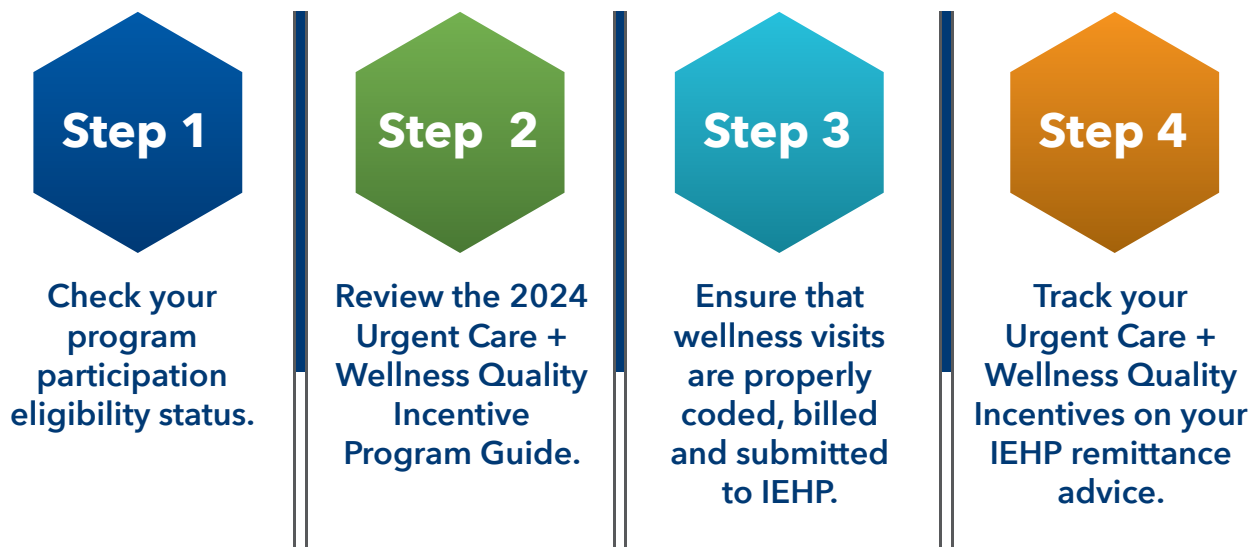 Step 1
Check your
program
participation
eligibility status.
Step 2
Review the 2024
Urgent Care +
Wellness Quality
Incentive
Program Guide.
Step 3
Ensure that
wellness visits
are properly
coded, billed
and submitted
to IEHP.
Step 4
Track your
Urgent Care +
Wellness Quality
Incentives on your
IEHP remittance
advice.